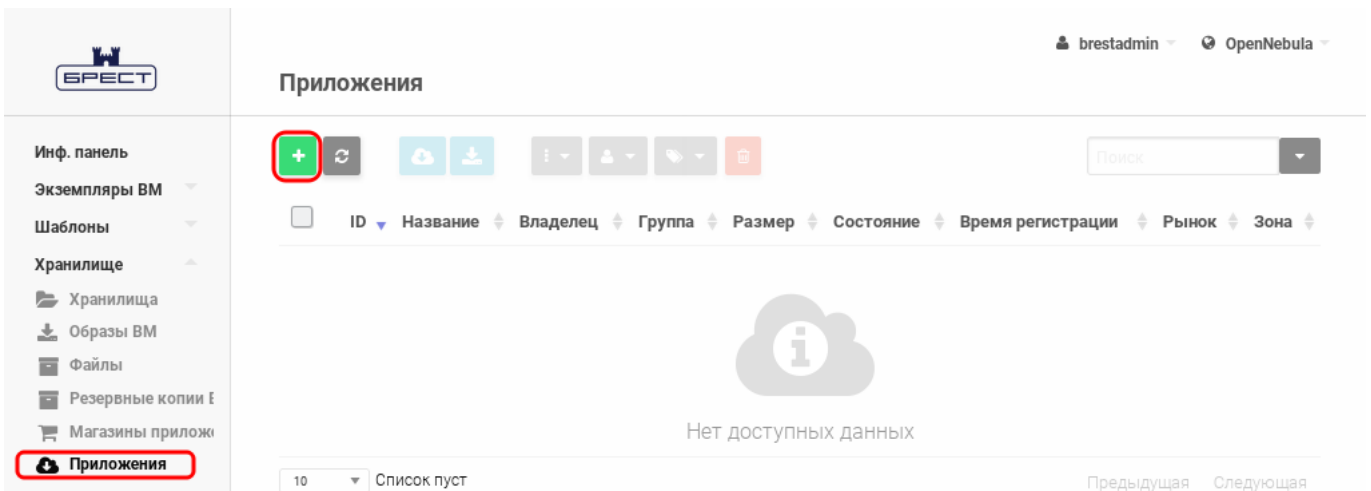 БРЕСТ
brestadmin
OpenNebula
Приложения
Инф. панель
Экземпляры ВМ
Шаблоны
Хранилище
Хранилища
Образы ВМ
Файлы
Резервные копии В
Магазины прилож
Приложения
Поиск
ID Название Владелец Группа Размер Состояние Время регистрации Рынок Зона
Нет доступных данных
10 Список пуст
Предыдущая Следующая